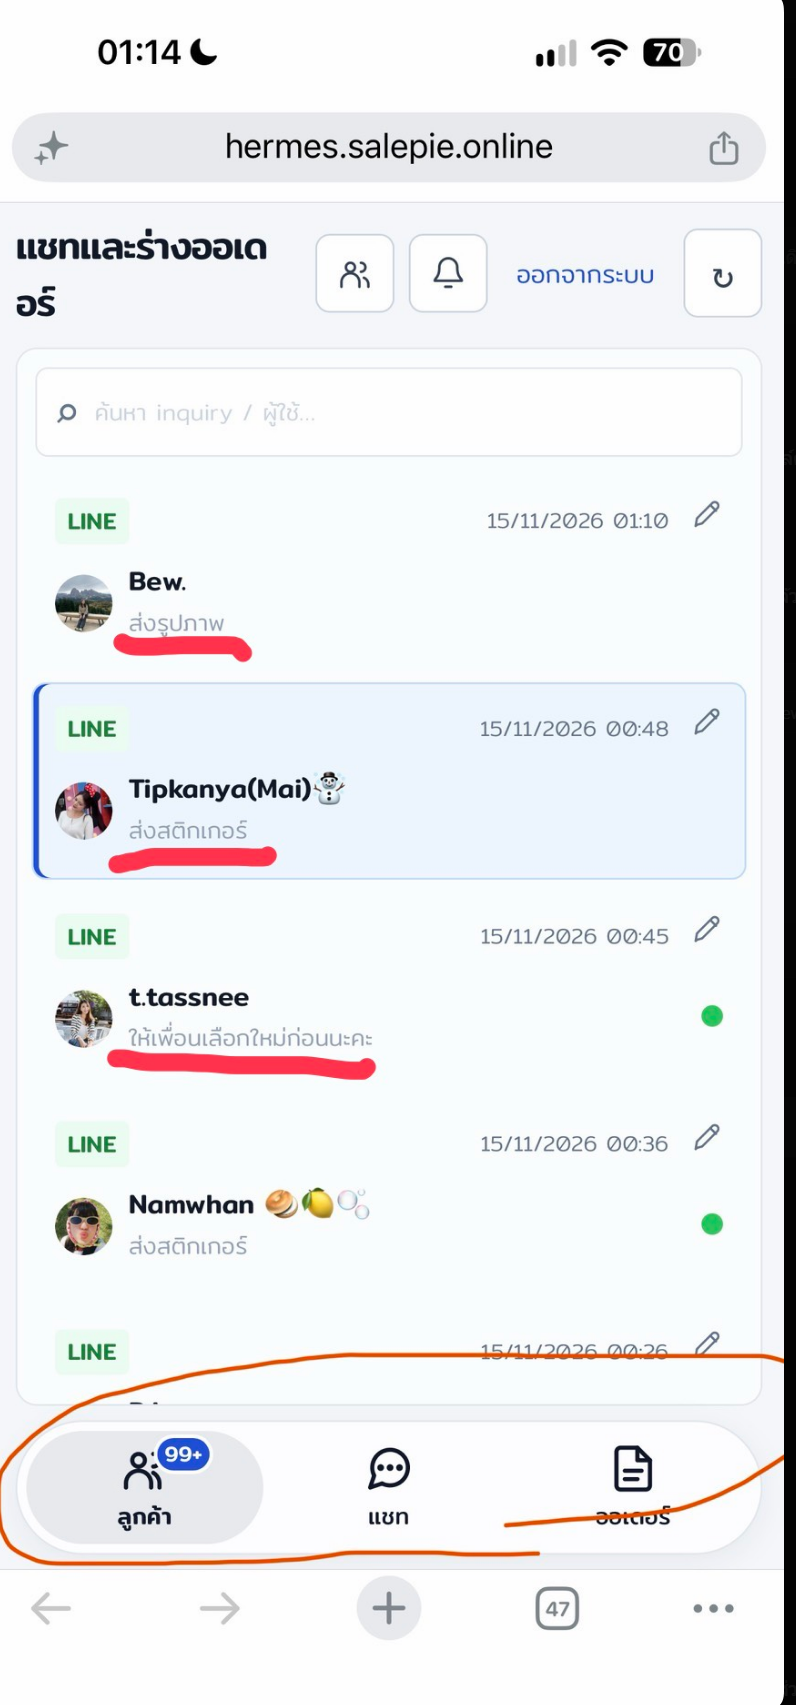 01:14
70
hermes.salepie.online
แชทและร่างออเด
อร์
ออกจากระบบ
ค้นหา inquiry / ผู้ใช้...
LINE
15/11/2026 01:10
Bew.
ส่งรูปภาพ
LINE
15/11/2026 00:48
Tipkanya(Mai)☃️
ส่งสติกเกอร์
LINE
15/11/2026 00:45
t.tassnee
ให้เพื่อนเลือกใหม่ก่อนนะคะ
LINE
15/11/2026 00:36
Namwhan 🥯🍋🫧
ส่งสติกเกอร์
LINE
15/11/2026 00:26
99+
ลูกค้า
แชท
ออเดอร์
47